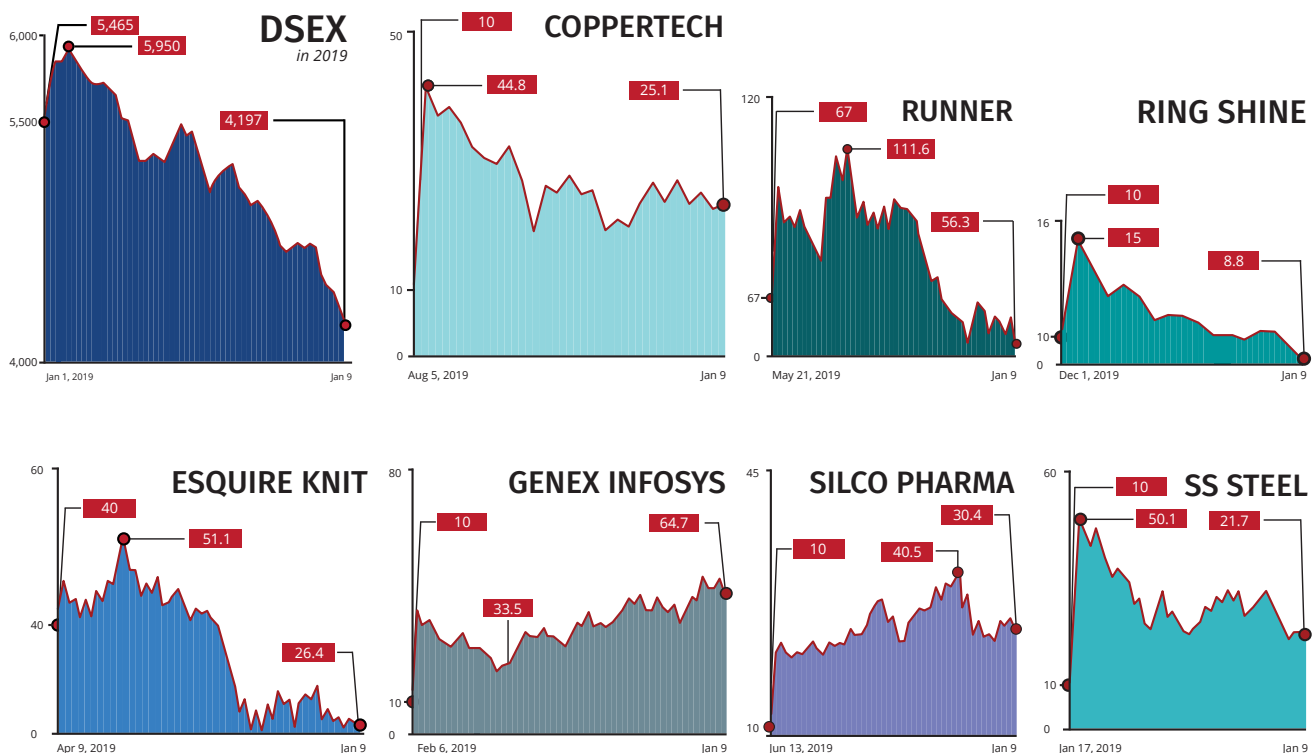 DSEX
in 2019
5,465
5,950
4,197
6,000
5,500
4,000
Jan 1, 2019
Jan 9
COPPERTECH
10
44.8
25.1
50
10
0
Aug 5, 2019
Jan 9
RUNNER
67
111.6
56.3
120
67
0
May 21, 2019
Jan 9
RING SHINE
10
15
8.8
16
10
0
Dec 1, 2019
Jan 9
ESQUIRE KNIT
40
51.1
26.4
60
40
0
Apr 9, 2019
Jan 9
GENEX INFOSYS
10
64.7
33.5
80
10
0
Feb 6, 2019
Jan 9
SILCO PHARMA
30.4
10
40.5
45
10
Jun 13, 2019
Jan 9
SS STEEL
10
50.1
21.7
60
10
0
Jan 17, 2019
Jan 9